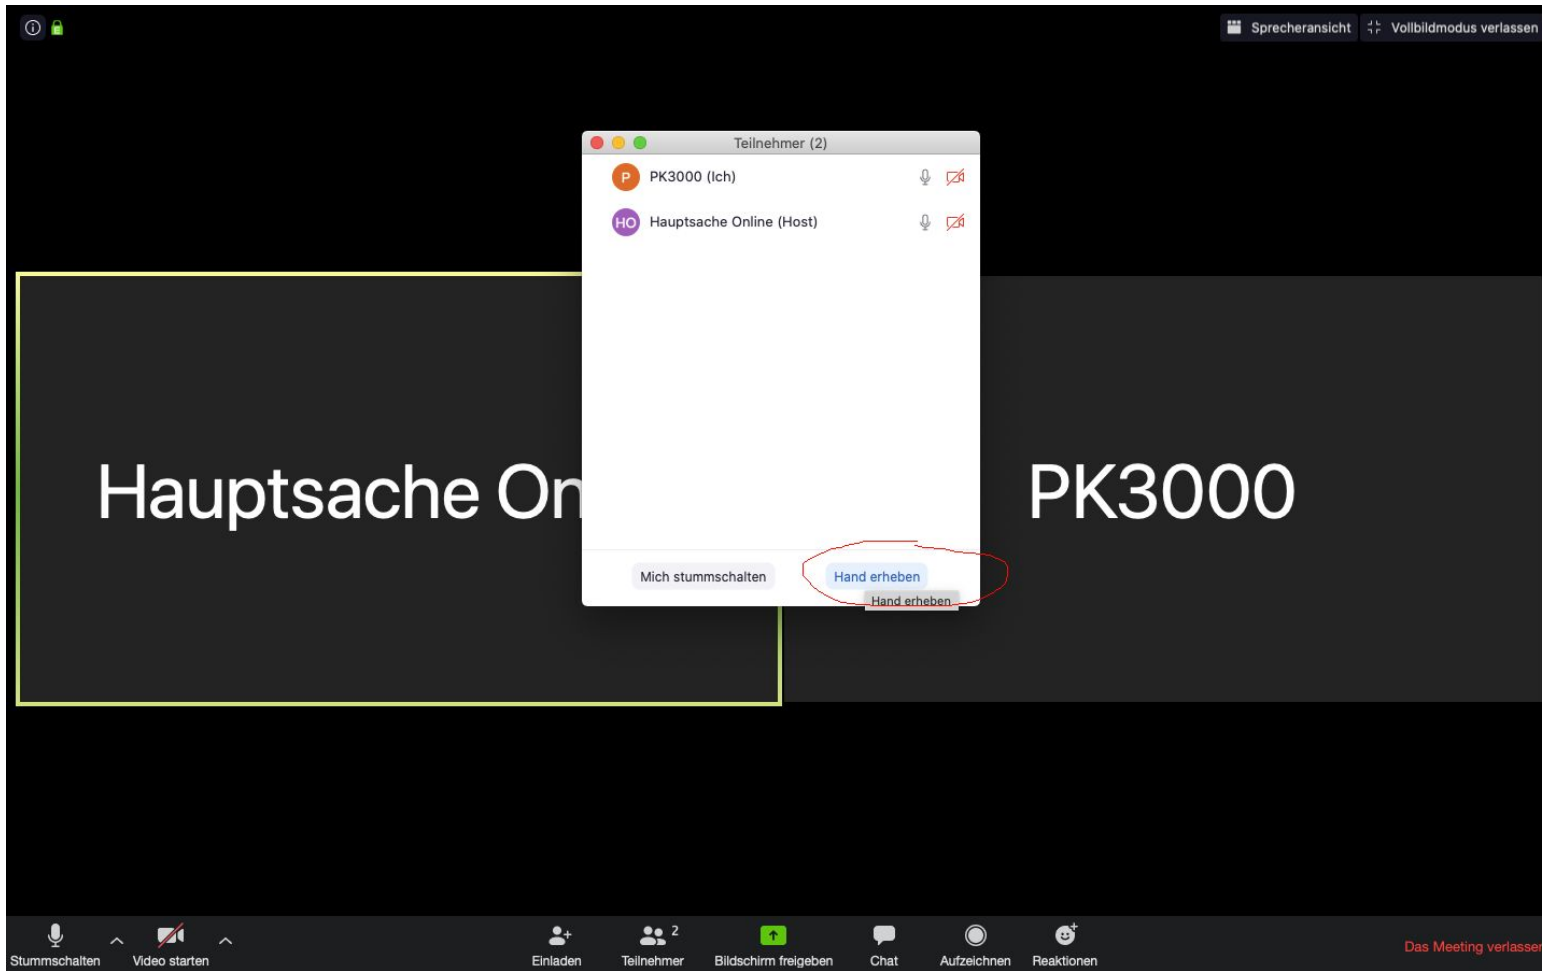 Sprecheransicht
Vollbildmodus verlassen
Teilnehmer (2)
P
PK3000 (Ich)
HO
Hauptsache Online (Host)
Hauptsache On
PK3000
Mich stummschalten
Hand erheben
Hand erheben
Stummschalten
Video starten
Einladen
2
Teilnehmer
Bildschirm freigeben
Chat
Aufzeichnen
Reaktionen
Das Meeting verlassen